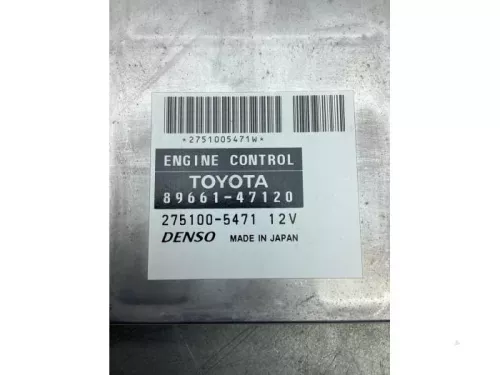 *2751005471W*
ENGINE CONTROL
TOYOTA
89661-47120
275100-5471 12V
DENSO MADE IN JAPAN